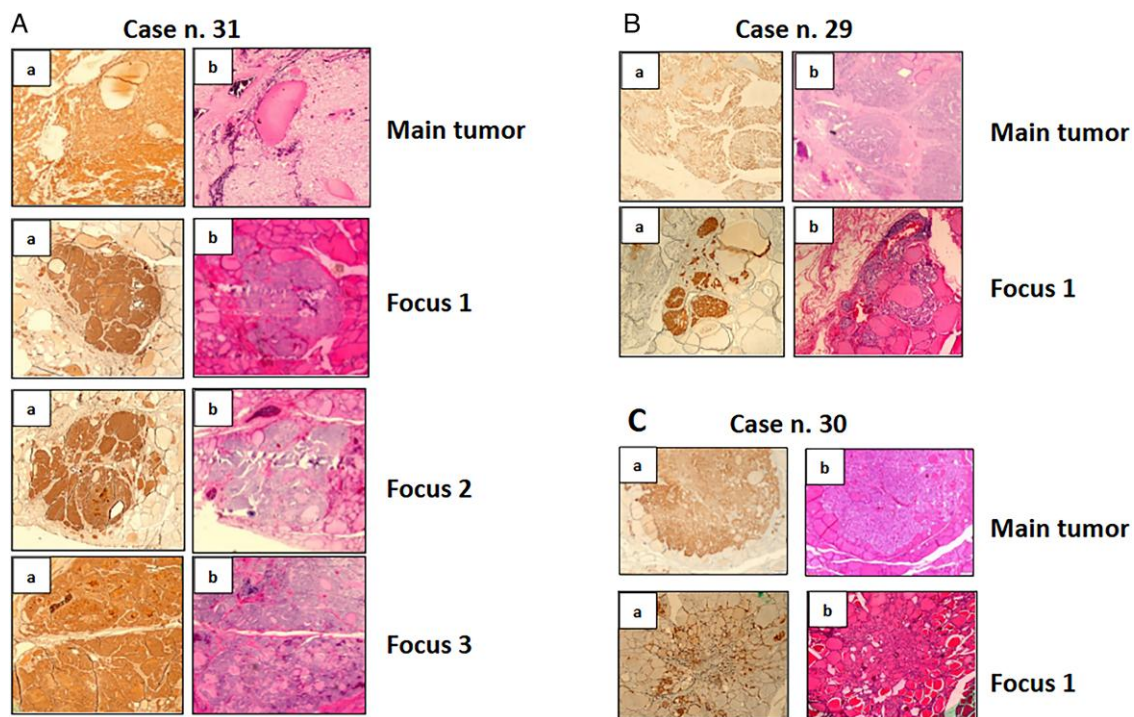 A
Case n. 31
a
b
Main tumor
a
b
Focus 1
a
b
Focus 2
a
b
Focus 3
B
Case n. 29
a
b
Main tumor
a
b
Focus 1
C
Case n. 30
a
b
Main tumor
a
b
Focus 1